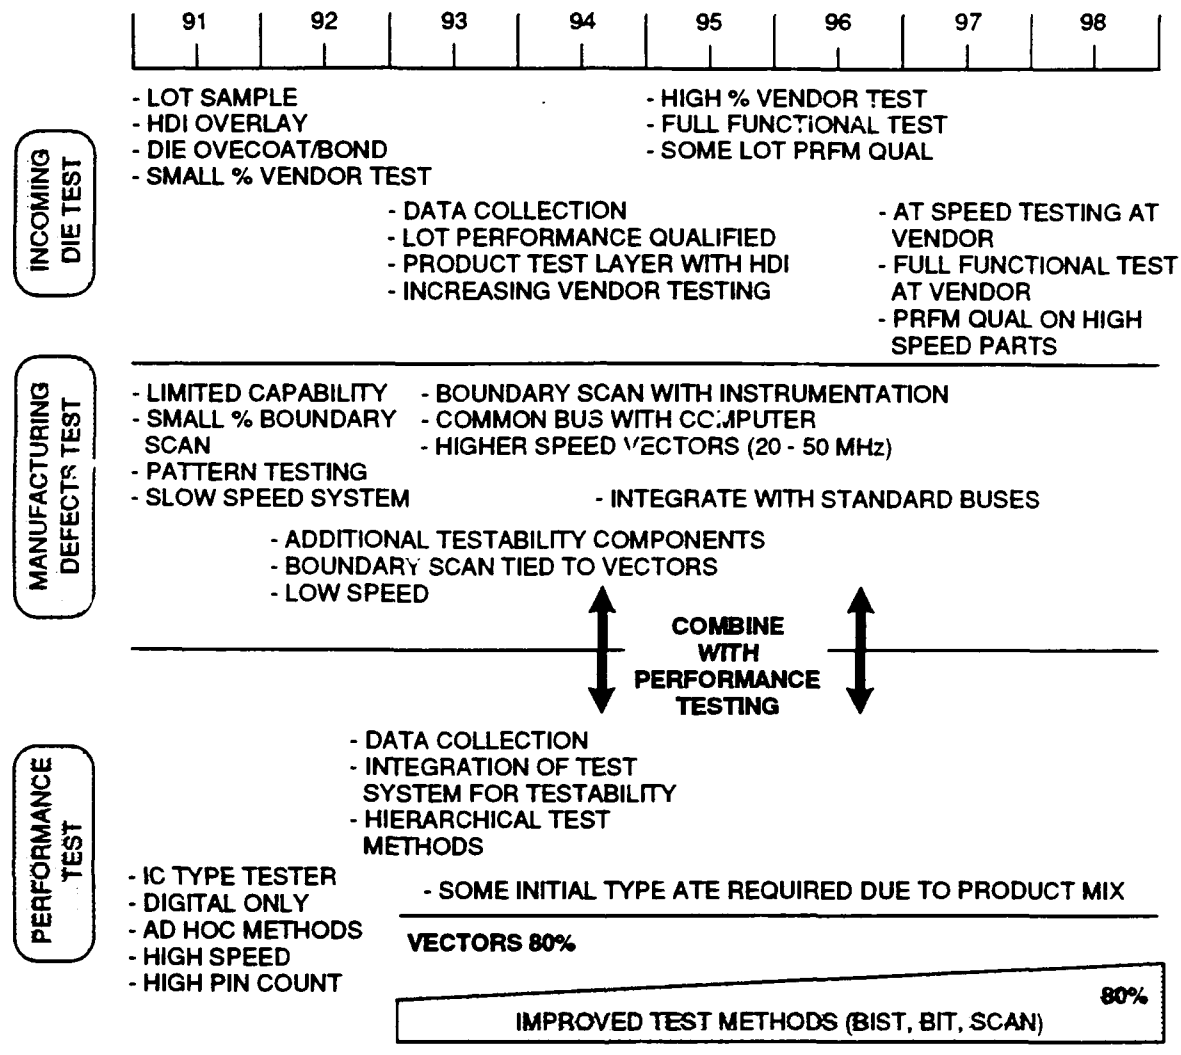 91 92 93 94 95 96 97 98
INCOMING
DIE TEST
- LOT SAMPLE
- HDI OVERLAY
- DIE OVECOAT/BOND
- SMALL % VENDOR TEST
- HIGH % VENDOR TEST
- FULL FUNCTIONAL TEST
- SOME LOT PRFM QUAL
- DATA COLLECTION
- LOT PERFORMANCE QUALIFIED
- PRODUCT TEST LAYER WITH HDI
- INCREASING VENDOR TESTING
- AT SPEED TESTING AT
VENDOR
- FULL FUNCTIONAL TEST
AT VENDOR
- PRFM QUAL ON HIGH
SPEED PARTS
MANUFACTURING
DEFECTS TEST
- LIMITED CAPABILITY
- SMALL % BOUNDARY
SCAN
- PATTERN TESTING
- SLOW SPEED SYSTEM
- BOUNDARY SCAN WITH INSTRUMENTATION
- COMMON BUS WITH COMPUTER
- HIGHER SPEED VECTORS (20 - 50 MHz)
- INTEGRATE WITH STANDARD BUSES
- ADDITIONAL TESTABILITY COMPONENTS
- BOUNDARY SCAN TIED TO VECTORS
- LOW SPEED
COMBINE
WITH
PERFORMANCE
TESTING
PERFORMANCE
TEST
- DATA COLLECTION
- INTEGRATION OF TEST
SYSTEM FOR TESTABILITY
- HIERARCHICAL TEST
METHODS
- IC TYPE TESTER
- DIGITAL ONLY
- AD HOC METHODS
- HIGH SPEED
- HIGH PIN COUNT
- SOME INITIAL TYPE ATE REQUIRED DUE TO PRODUCT MIX
VECTORS 80%
80%
IMPROVED TEST METHODS (BIST, BIT, SCAN)